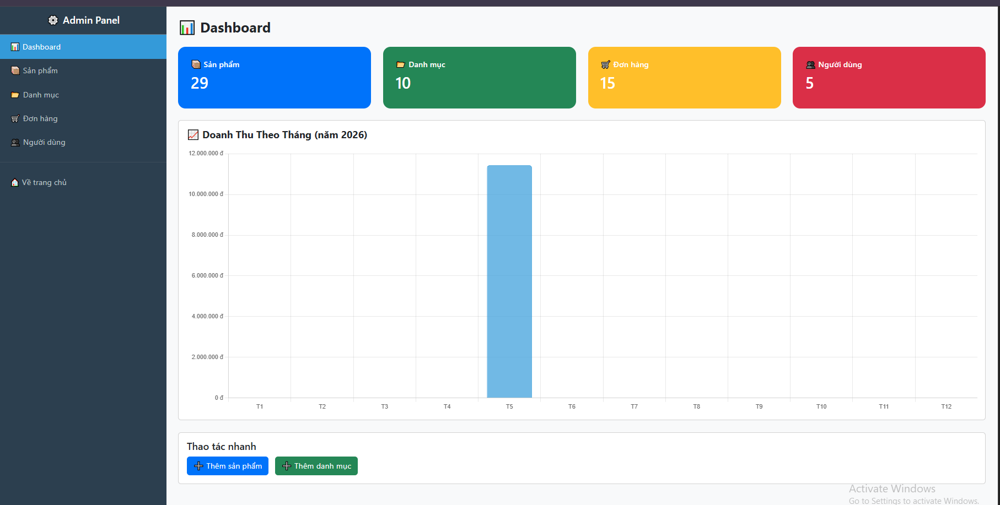 Admin Panel
Dashboard
Sản phẩm
Danh mục
Đơn hàng
Người dùng
Về trang chủ
Dashboard
Sản phẩm
29
Danh mục
10
Đơn hàng
15
Người dùng
5
Doanh Thu Theo Tháng (năm 2026)
12.000.000 đ
10.000.000 đ
8.000.000 đ
6.000.000 đ
4.000.000 đ
2.000.000 đ
0 đ
T1 T2 T3 T4 T5 T6 T7 T8 T9 T10 T11 T12
Thao tác nhanh
Thêm sản phẩm
Thêm danh mục
Activate Windows
Go to Settings to activate Windows.